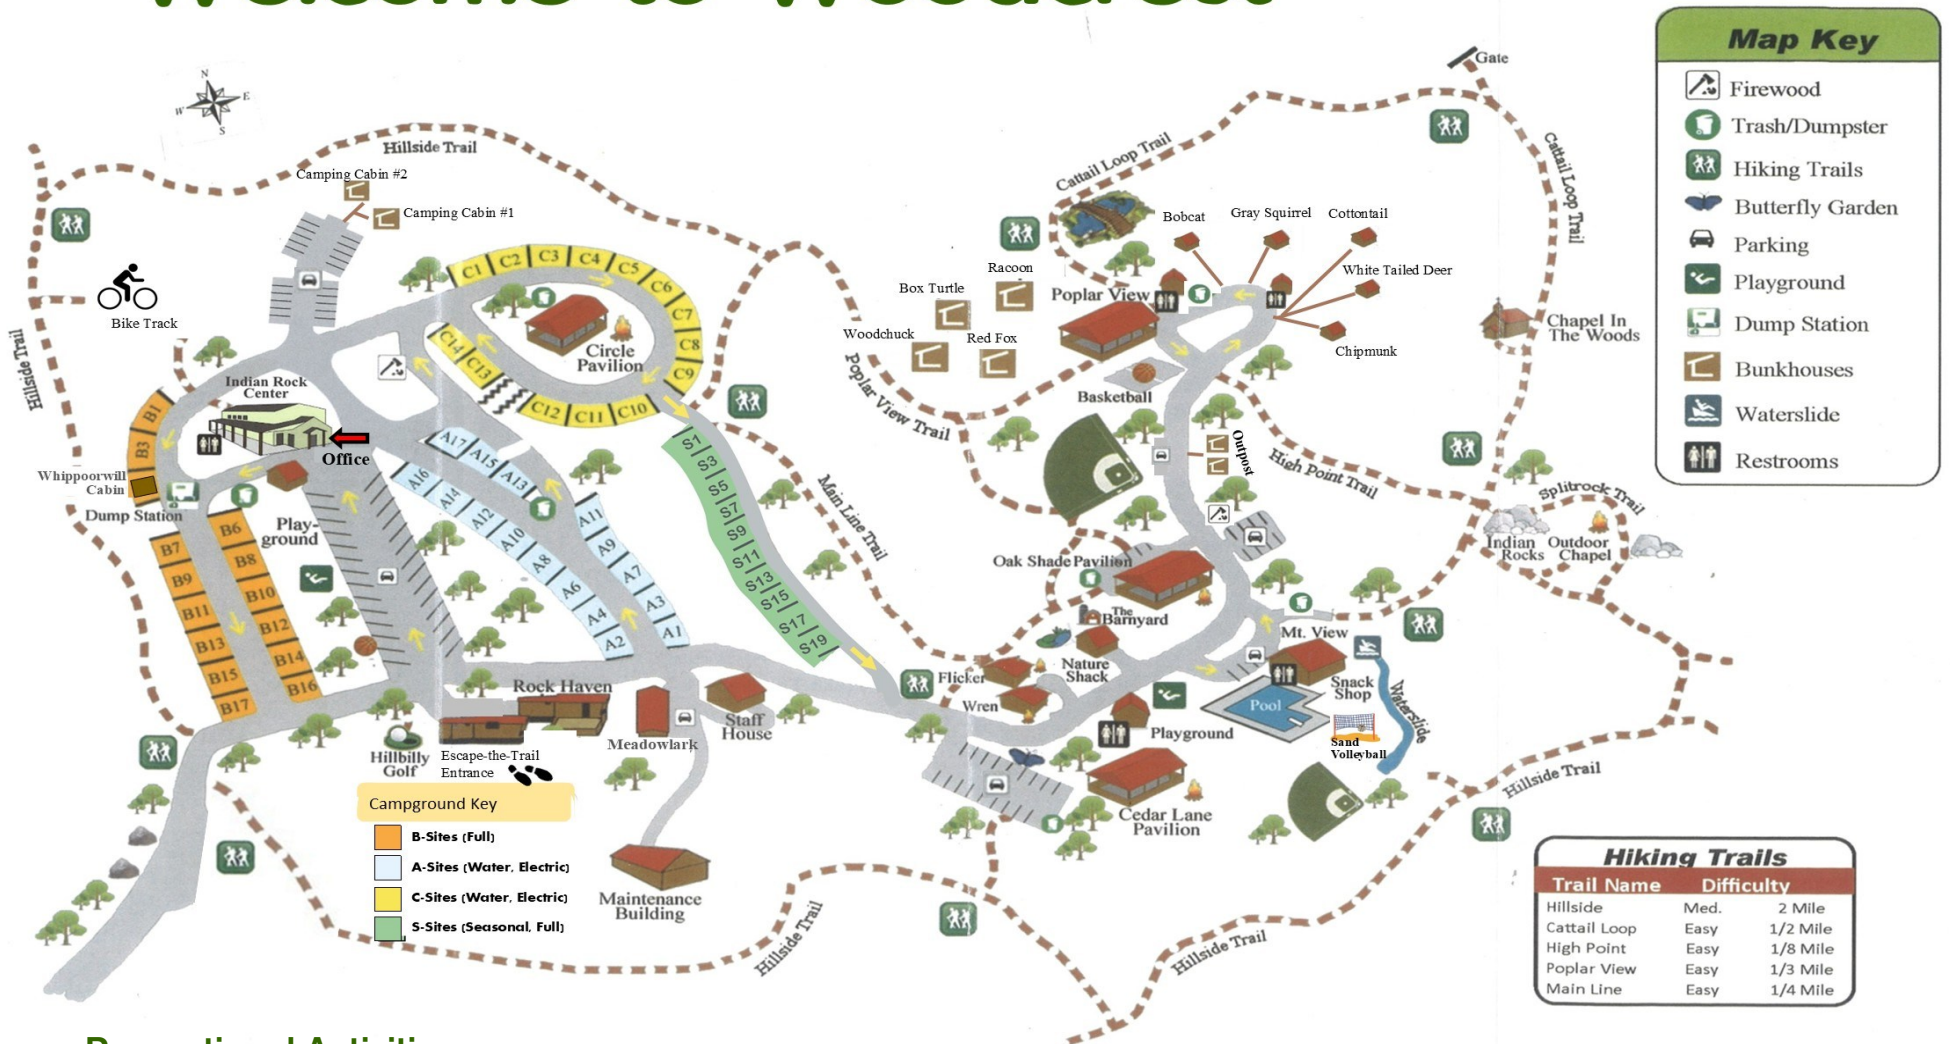 Welcome to Woodcrest
Map Key
Firewood
Trash/Dumpster
Hiking Trails
Butterfly Garden
Parking
Playground
Dump Station
Bunkhouses
Waterslide
Restrooms
N
W
E
S
Gate
Hillside Trail
Camping Cabin #2
Camping Cabin #1
Bike Track
Hillside Trail
Cattail Loop Trail
Cattail Loop Trail
Bobcat
Gray Squirrel
Cottontail
White Tailed Deer
Chipmunk
Racoon
Box Turtle
Woodchuck
Red Fox
Poplar View
Basketball
Poplar View Trail
Chapel In
The Woods
C1
C2
C3
C4
C5
C6
C7
C8
C9
C10
C11
C12
C13
C14
Circle
Pavilion
Indian Rock
Center
Office
B1
B3
Whippoorwill
Cabin
Dump Station
B6
B7
B8
B9
B10
B11
B12
B13
B14
B15
B16
B17
Play-
ground
A17
A15
A13
A16
A14
A12
A10
A8
A6
A4
A2
A11
A9
A7
A3
A1
S1
S3
S5
S7
S9
S11
S13
S15
S17
S19
Main Line Trail
Outpost
High Point Trail
Splitrock Trail
Indian
Rocks
Outdoor
Chapel
Oak Shade Pavilion
The
Barnyard
Nature
Shack
Flicker
Wren
Mt. View
Snack
Shop
Pool
Waterslide
Sand
Volleyball
Playground
Cedar Lane
Pavilion
Hillside Trail
Rock Haven
Meadowlark
Staff
House
Hillbilly
Golf
Escape-the-Trail
Entrance
Maintenance
Building
Hillside Trail
Hillside Trail
Campground Key
B-Sites (Full)
A-Sites (Water, Electric)
C-Sites (Water, Electric)
S-Sites (Seasonal, Full)
Hiking Trails
Trail Name Difficulty
Hillside Med. 2 Mile
Cattail Loop Easy 1/2 Mile
High Point Easy 1/8 Mile
Poplar View Easy 1/3 Mile
Main Line Easy 1/4 Mile